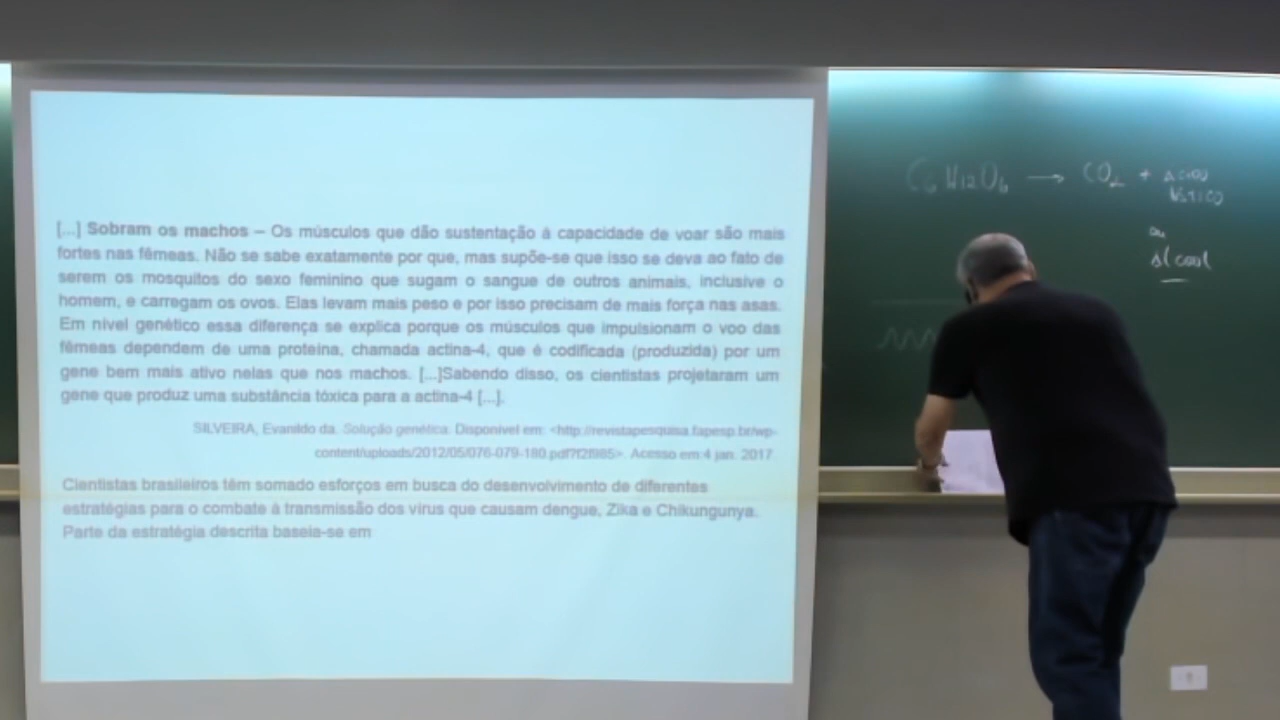 [...] Sobram os machos – Os músculos que dão sustentação à capacidade de voar são mais
fortes nas fêmeas. Não se sabe exatamente por que, mas supõe-se que isso se deva ao fato de
serem os mosquitos do sexo feminino que sugam o sangue de outros animais, inclusive o
homem, e carregam os ovos. Elas levam mais peso e por isso precisam de mais força nas asas.
Em nível genético essa diferença se explica porque os músculos que impulsionam o voo das
fêmeas dependem de uma proteína, chamada actina-4, que é codificada (produzida) por um
gene bem mais ativo nelas que nos machos. [...]Sabendo disso, os cientistas projetaram um
gene que produz uma substância tóxica para a actina-4 [...].
SILVEIRA, Evanildo da. Solução genética. Disponível em: <http://revistapesquisa.fapesp.br/wp-
content/uploads/2012/05/076-079-180.pdf?f2f985>. Acesso em:4 jan. 2017
Cientistas brasileiros têm somado esforços em busca do desenvolvimento de diferentes
estratégias para o combate à transmissão dos vírus que causam dengue, Zika e Chikungunya.
Parte da estratégia descrita baseia-se em
C6H12O6 → CO2 + ácido
lático
ou
álcool